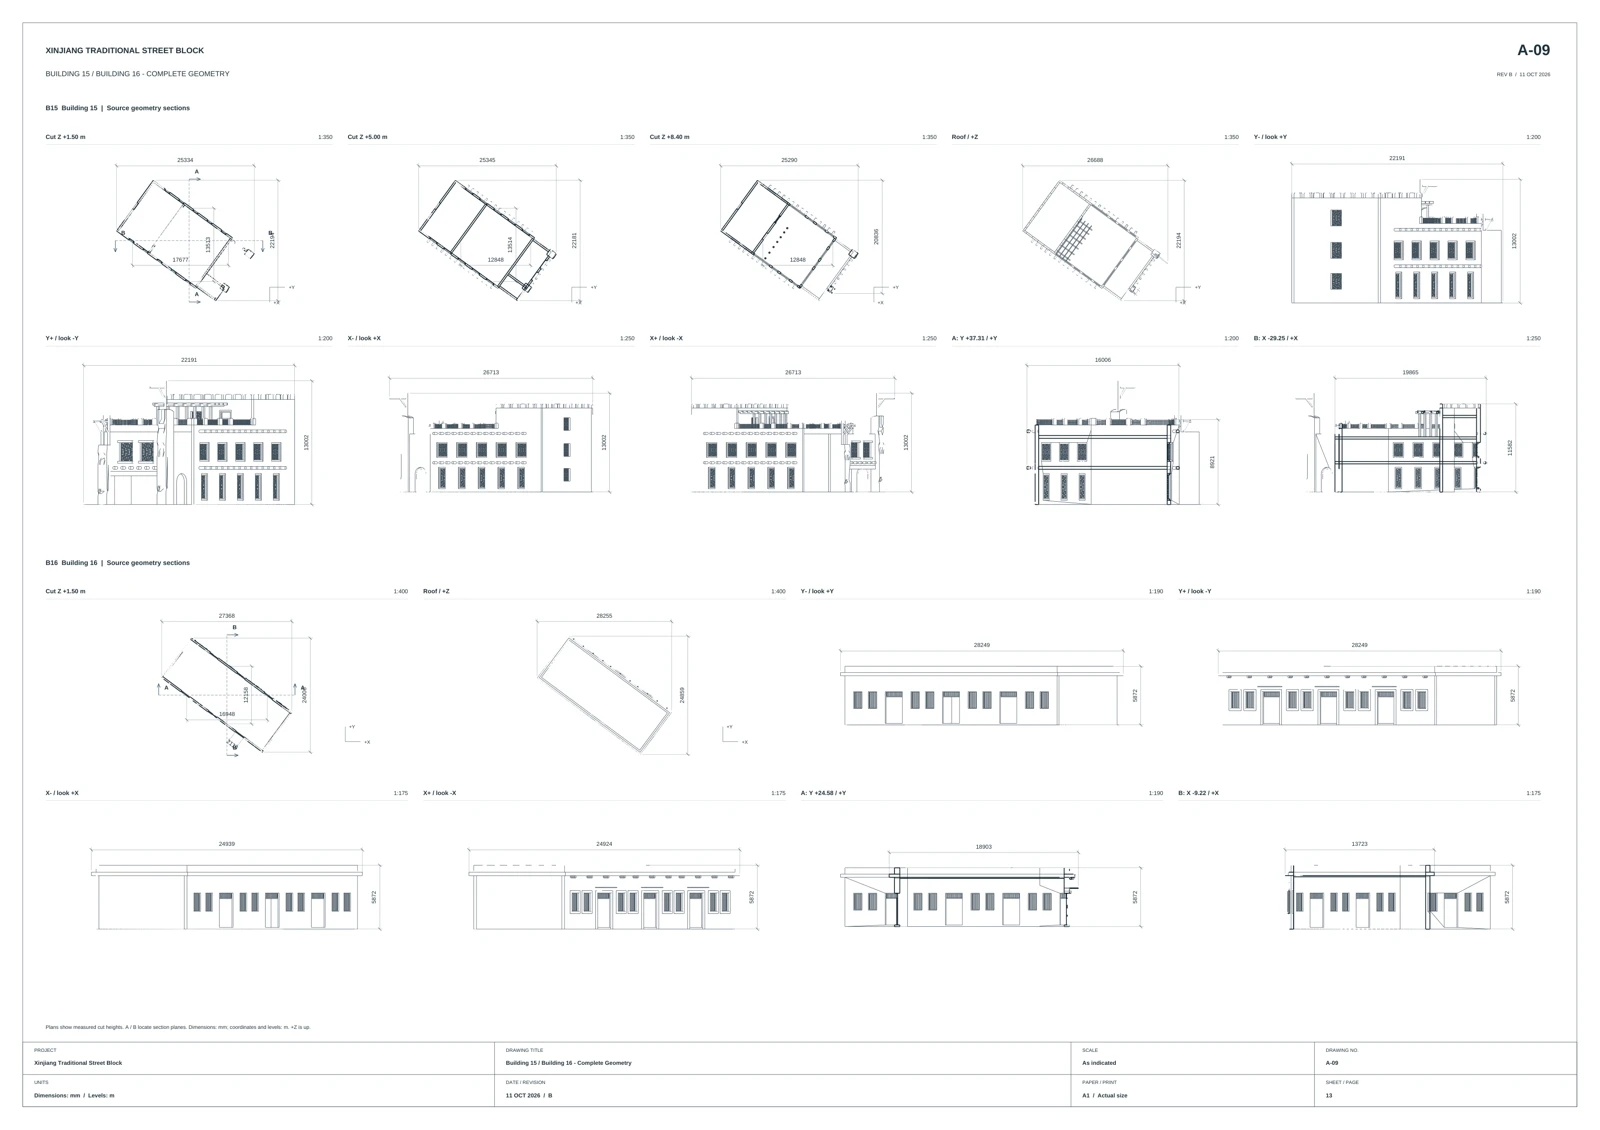 XINJIANG TRADITIONAL STREET BLOCK
A-09
BUILDING 15 / BUILDING 16 - COMPLETE GEOMETRY
REV B / 11 OCT 2026
B15 Building 15 | Source geometry sections
Cut Z +1.50 m 1:350
Cut Z +5.00 m 1:350
Cut Z +8.40 m 1:350
Roof / +Z 1:350
Y- / look +Y 1:200
25334
A
13513
17677
A
B
+Y
25345
13514
12848
22181
+Y
25290
12848
20836
+Y
+X
26688
22194
+Y
22191
13002
Y+ / look -Y 1:200
X- / look +X 1:250
X+ / look -X 1:250
A: Y +37.31 / +Y 1:200
B: X -29.25 / +X 1:250
22191
13002
26713
13002
26713
13002
16006
8921
19865
11582
B16 Building 16 | Source geometry sections
Cut Z +1.50 m 1:400
Roof / +Z 1:400
Y- / look +Y 1:190
Y+ / look -Y 1:190
27368
B
A
12158
16948
+Y
+X
28255
24859
+Y
+X
28249
5872
28249
5872
X- / look +X 1:175
X+ / look -X 1:175
A: Y +24.58 / +Y 1:190
B: X -9.22 / +X 1:175
24939
5872
24924
5872
18903
5872
13723
5872
Plans show measured cut heights. A / B locate section planes. Dimensions: mm; coordinates and levels: m. +Z is up.
PROJECT
Xinjiang Traditional Street Block
DRAWING TITLE
Building 15 / Building 16 - Complete Geometry
SCALE
As indicated
DRAWING NO.
A-09
UNITS
Dimensions: mm / Levels: m
DATE / REVISION
11 OCT 2026 / B
PAPER / PRINT
A1 / Actual size
SHEET / PAGE
13